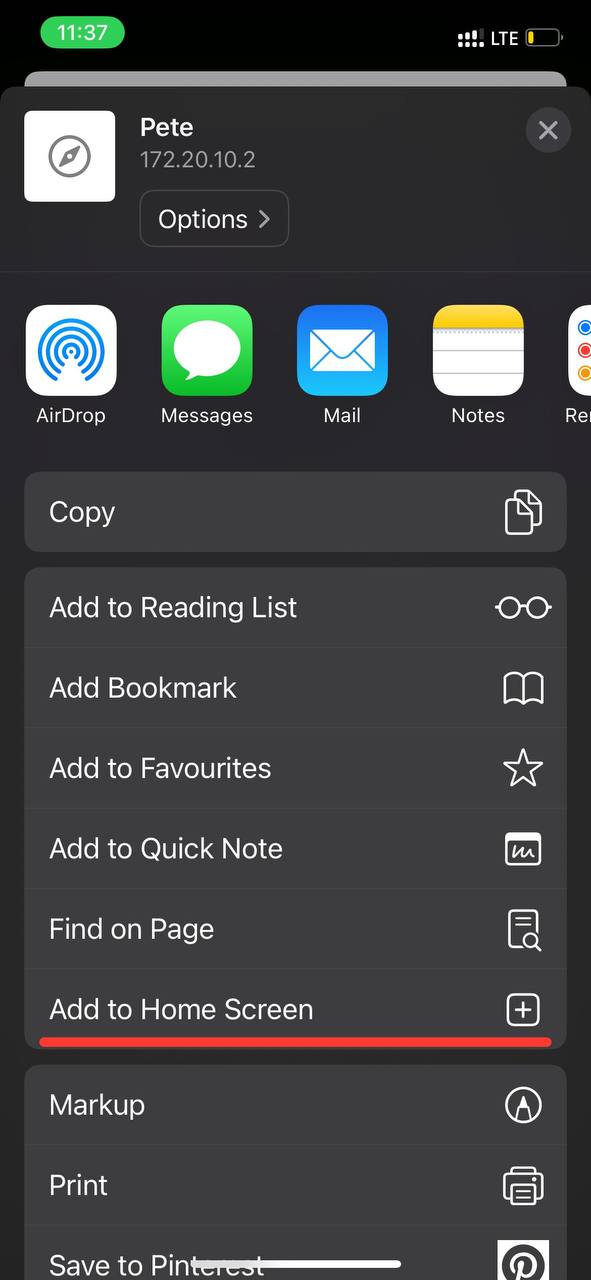 11:37
LTE
Pete
172.20.10.2
Options
AirDrop
Messages
Mail
Notes
Copy
Add to Reading List
Add Bookmark
Add to Favourites
Add to Quick Note
Find on Page
Add to Home Screen
Markup
Print
Save to Pinterest